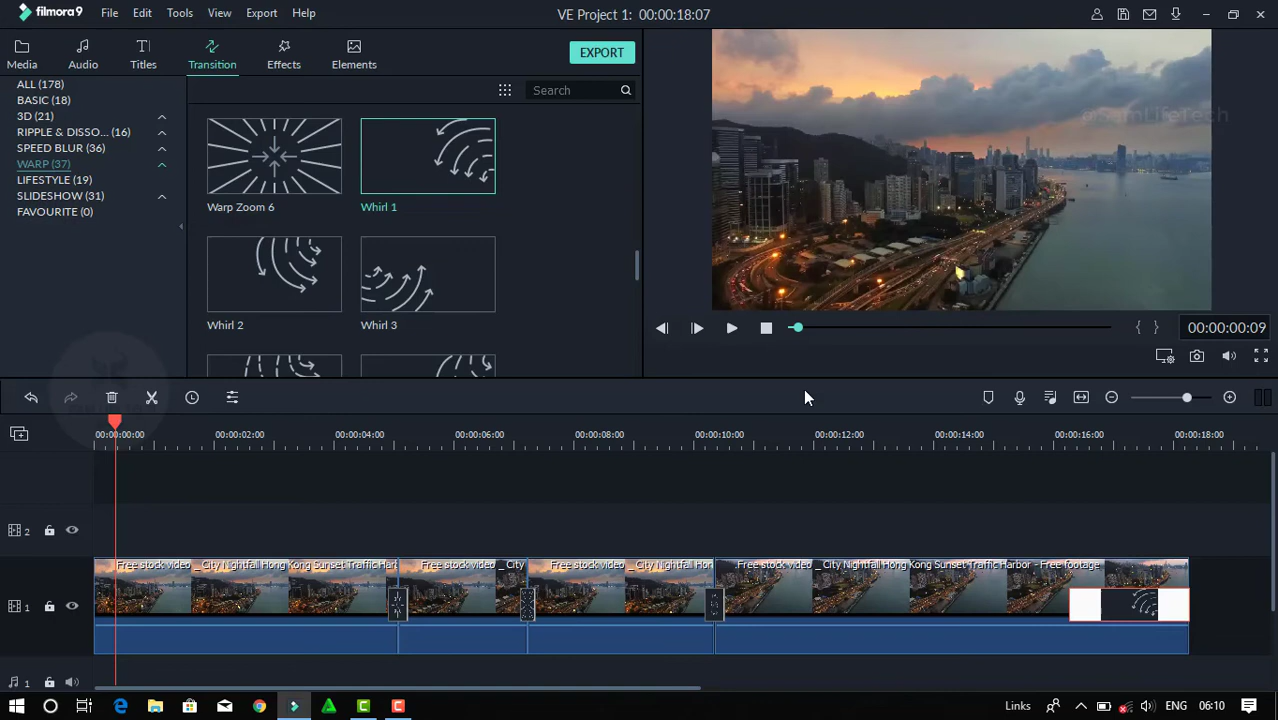 filmora9 File Edit Tools View Export Help VE Project 1: 00:00:18:07
Media Audio Titles Transition Effects Elements EXPORT
ALL (178)
BASIC (18)
3D (21)
RIPPLE & DISSO... (16)
SPEED BLUR (36)
WARP (37)
LIFESTYLE (19)
SLIDESHOW (31)
FAVOURITE (0)
Search
Warp Zoom 6 Whirl 1
Whirl 2 Whirl 3
@SamLifeTech
00:00:00:09
00:00:00:00 00:00:02:00 00:00:04:00 00:00:06:00 00:00:08:00 00:00:10:00 00:00:12:00 00:00:14:00 00:00:16:00 00:00:18:00
2
Free stock video _ City Nightfall Hong Kong Sunset Traffic Harb
Free stock video _ City
Free stock video _ City Nightfall Hon
Free stock video _ City Nightfall Hong Kong Sunset Traffic Harbor - Free footage
1
1
Links ENG 06:10